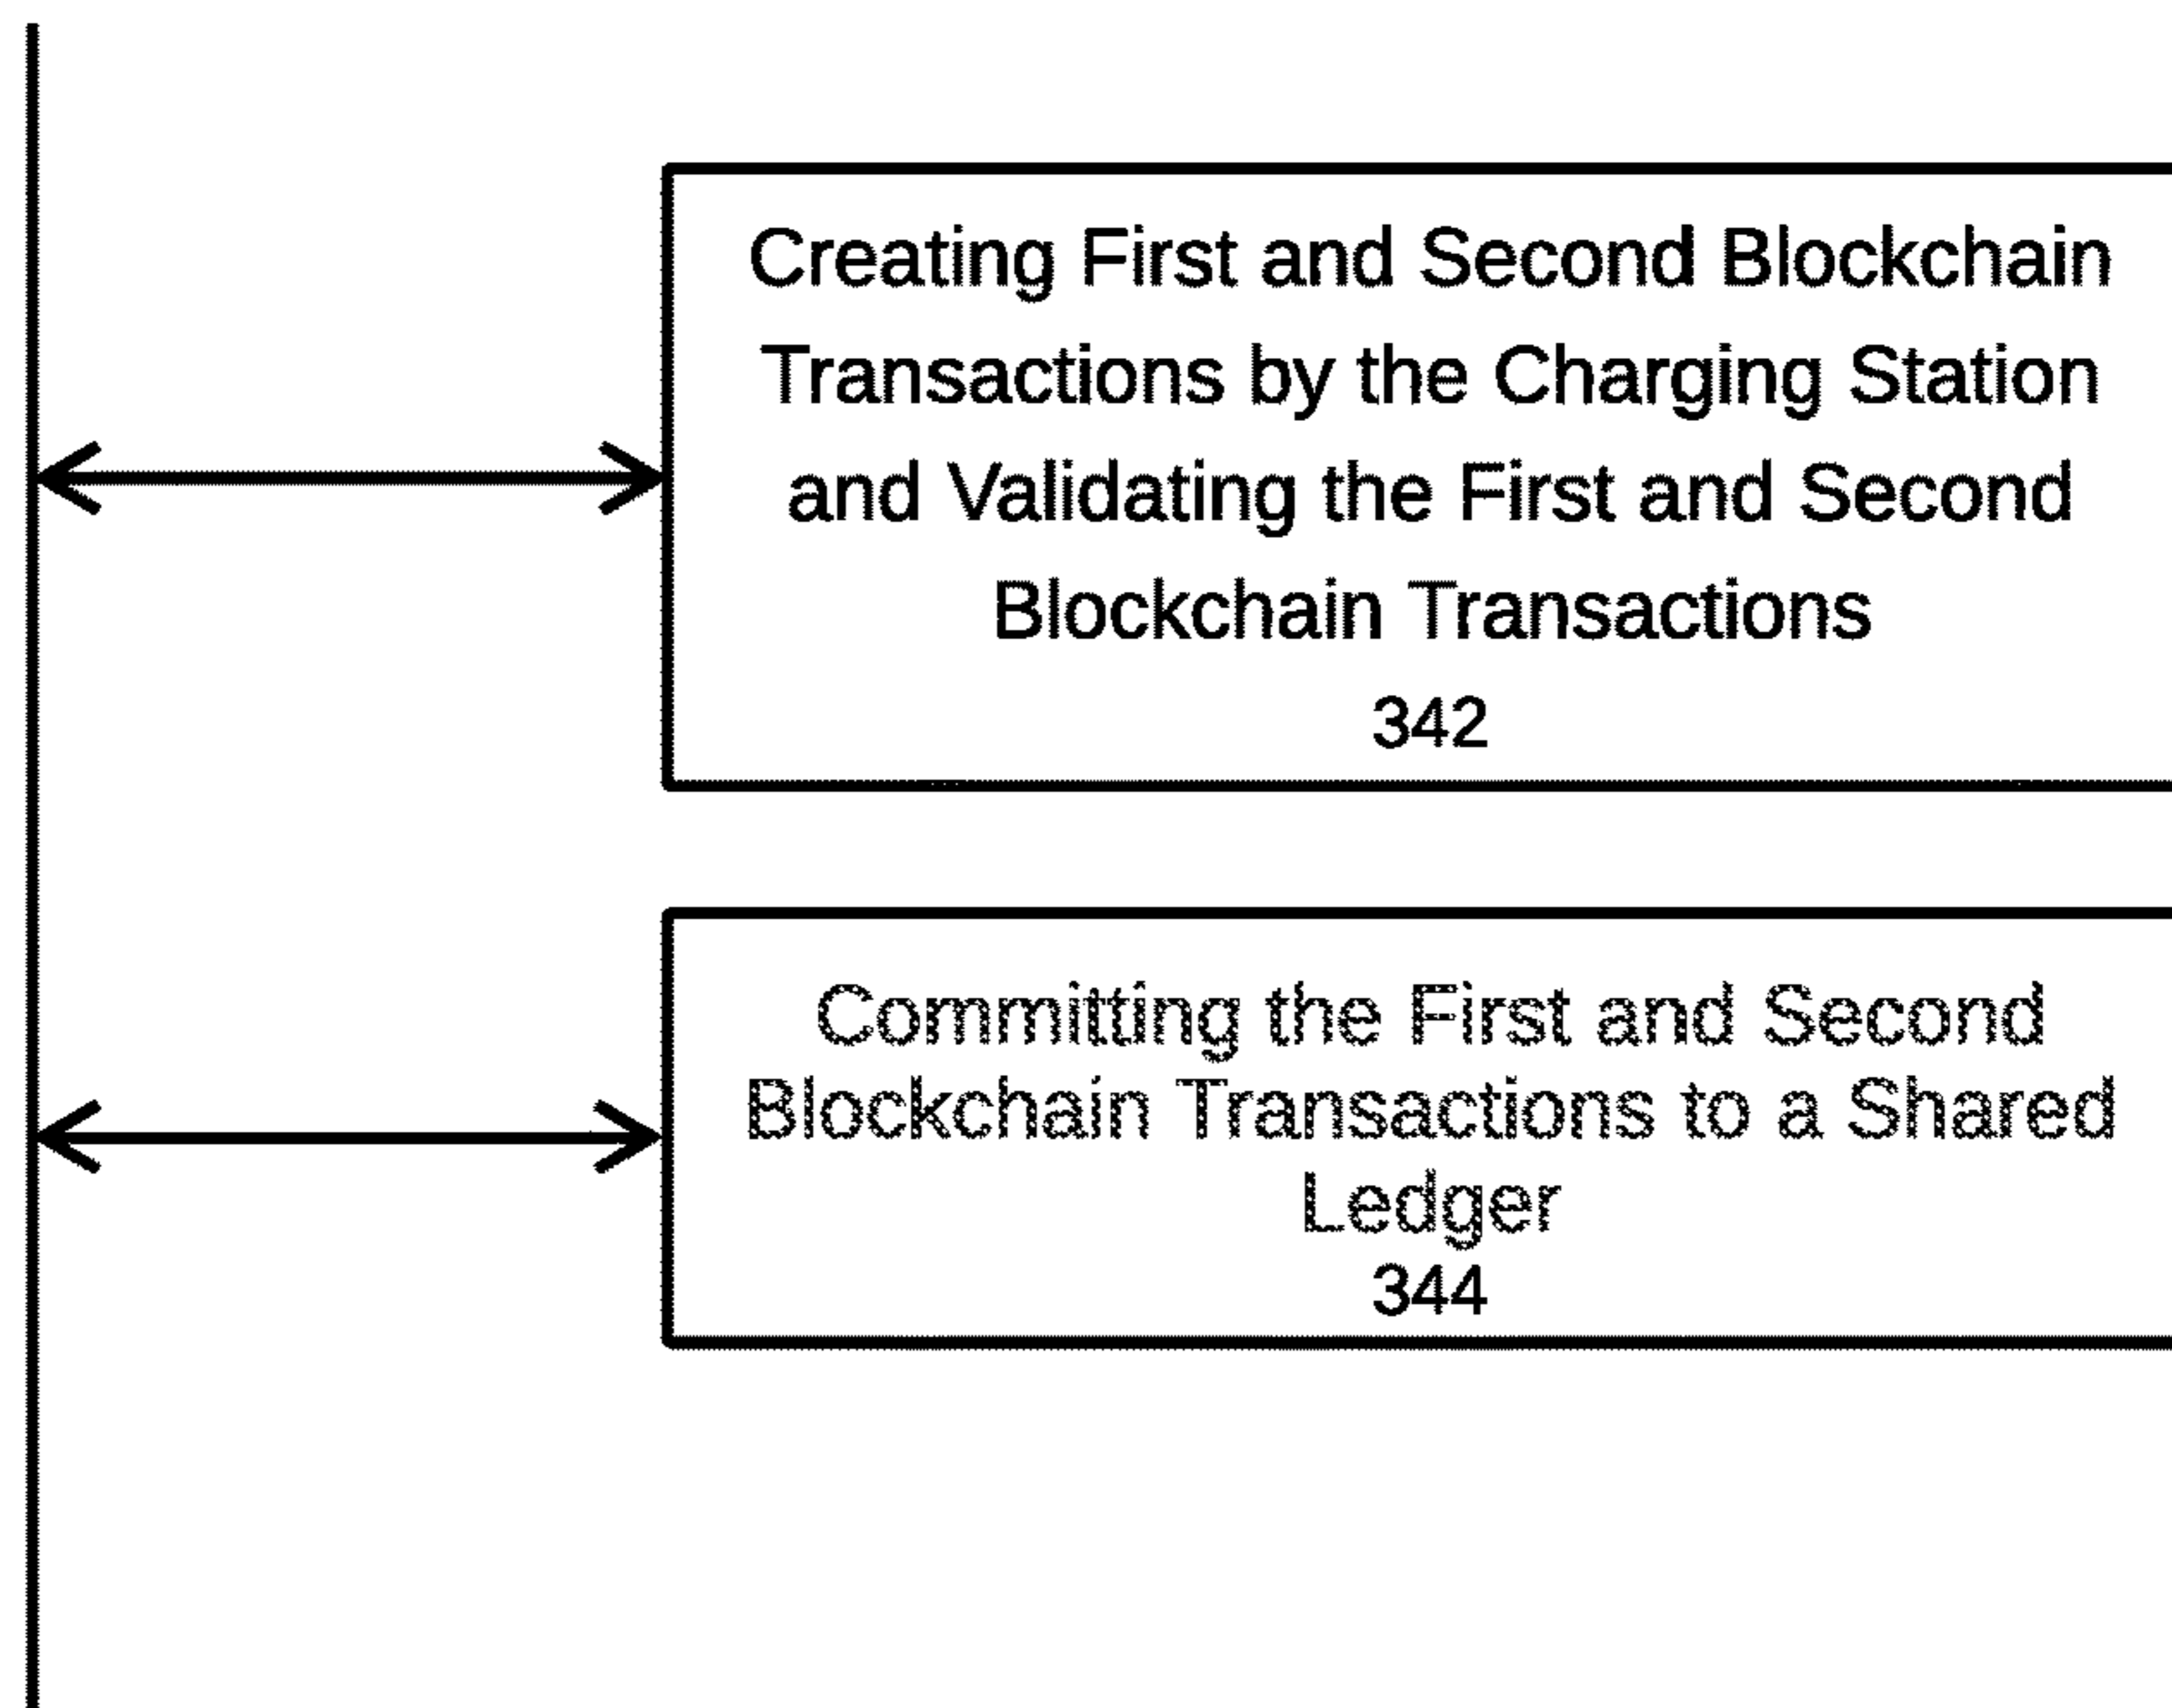 Creating First and Second Blockchain
Transactions by the Charging Station
and Validating the First and Second
Blockchain Transactions
342
Committing the First and Second
Blockchain Transactions to a Shared
Ledger
344